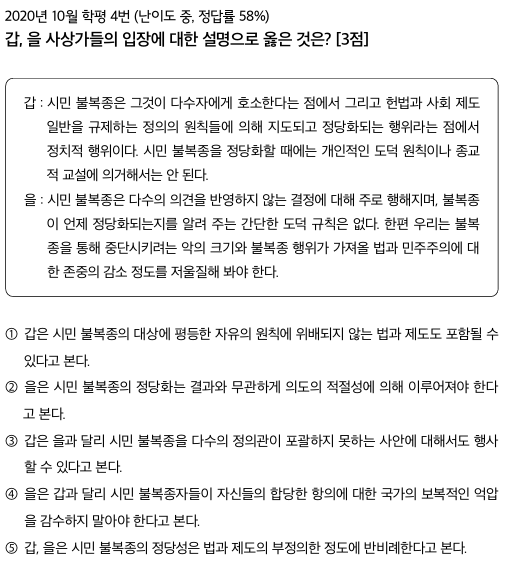 2020년 10월 학평 4번 (난이도 중, 정답률 58%)
갑, 을 사상가들의 입장에 대한 설명으로 옳은 것은? [3점]
갑 : 시민 불복종은 그것이 다수자에게 호소한다는 점에서 그리고 헌법과 사회 제도
일반을 규제하는 정의의 원칙들에 의해 지도되고 정당화되는 행위라는 점에서
정치적 행위이다. 시민 불복종을 정당화할 때에는 개인적인 도덕 원칙이나 종교
적 교설에 의거해서는 안 된다.
을 : 시민 불복종은 다수의 의견을 반영하지 않는 결정에 대해 주로 행해지며, 불복종
이 언제 정당화되는지를 알려 주는 간단한 도덕 규칙은 없다. 한편 우리는 불복
종을 통해 중단시키려는 악의 크기와 불복종 행위가 가져올 법과 민주주의에 대
한 존중의 감소 정도를 저울질해 봐야 한다.
① 갑은 시민 불복종의 대상에 평등한 자유의 원칙에 위배되지 않는 법과 제도도 포함될 수
있다고 본다.
② 을은 시민 불복종의 정당화는 결과와 무관하게 의도의 적절성에 의해 이루어져야 한다
고 본다.
③ 갑은 을과 달리 시민 불복종을 다수의 정의관이 포괄하지 못하는 사안에 대해서도 행사
할 수 있다고 본다.
④ 을은 갑과 달리 시민 불복종자들이 자신들의 합당한 항의에 대한 국가의 보복적인 억압
을 감수하지 말아야 한다고 본다.
⑤ 갑, 을은 시민 불복종의 정당성은 법과 제도의 부정의한 정도에 반비례한다고 본다.